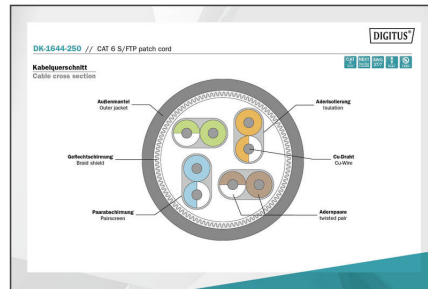 DIGITUS®
DK-1644-250 // CAT 6 S/FTP patch cord
Kabelquerschnitt
Cable cross section
Außenmantel
Outer jacket
Aderisolierung
Insulation
Geflechtschirmung
Braid shield
Cu-Draht
Cu-Wire
Paarabschirmung
Pairscreen
Adernpaare
twisted pair